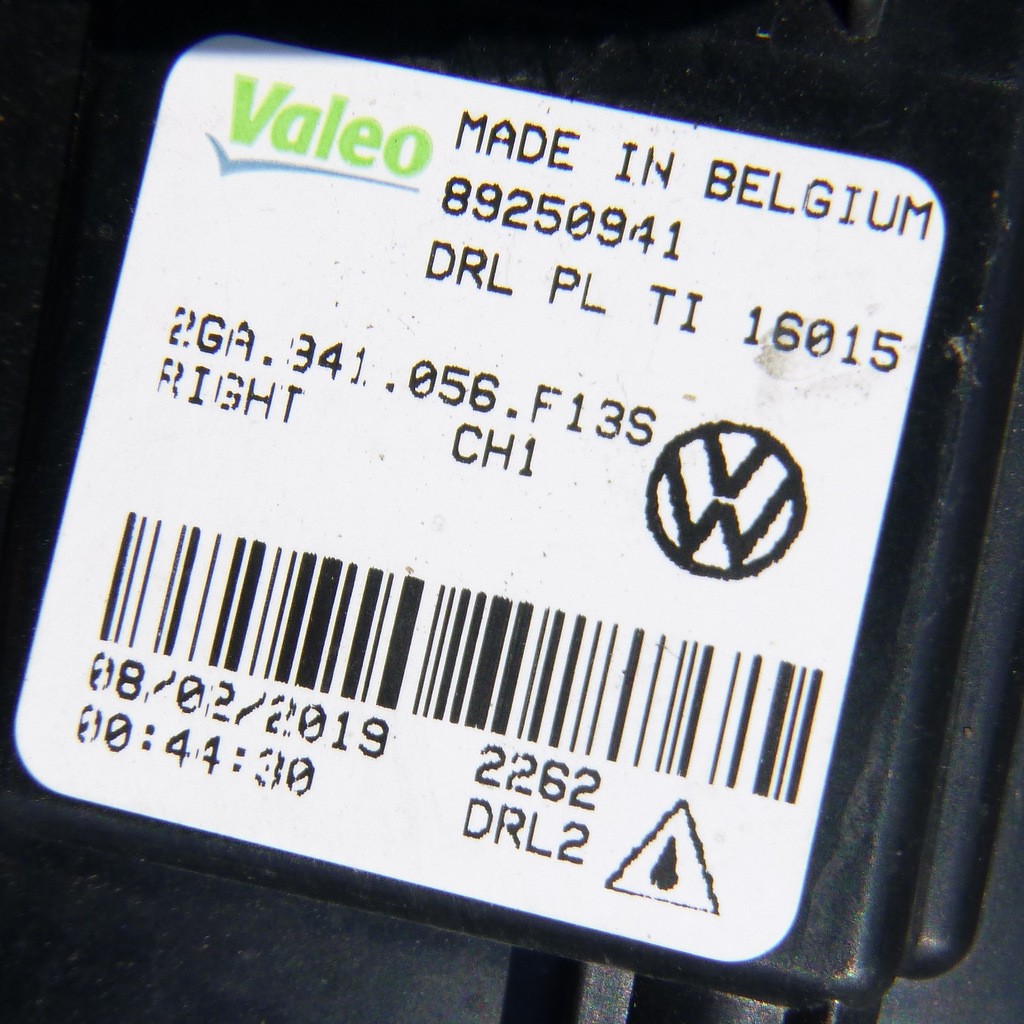 Valeo
MADE IN BELGIUM
89250941
DRL PL TI 16015
2GA.941.056.F13S
RIGHT CH1
08/02/2019 2262
00:44:30 DRL2